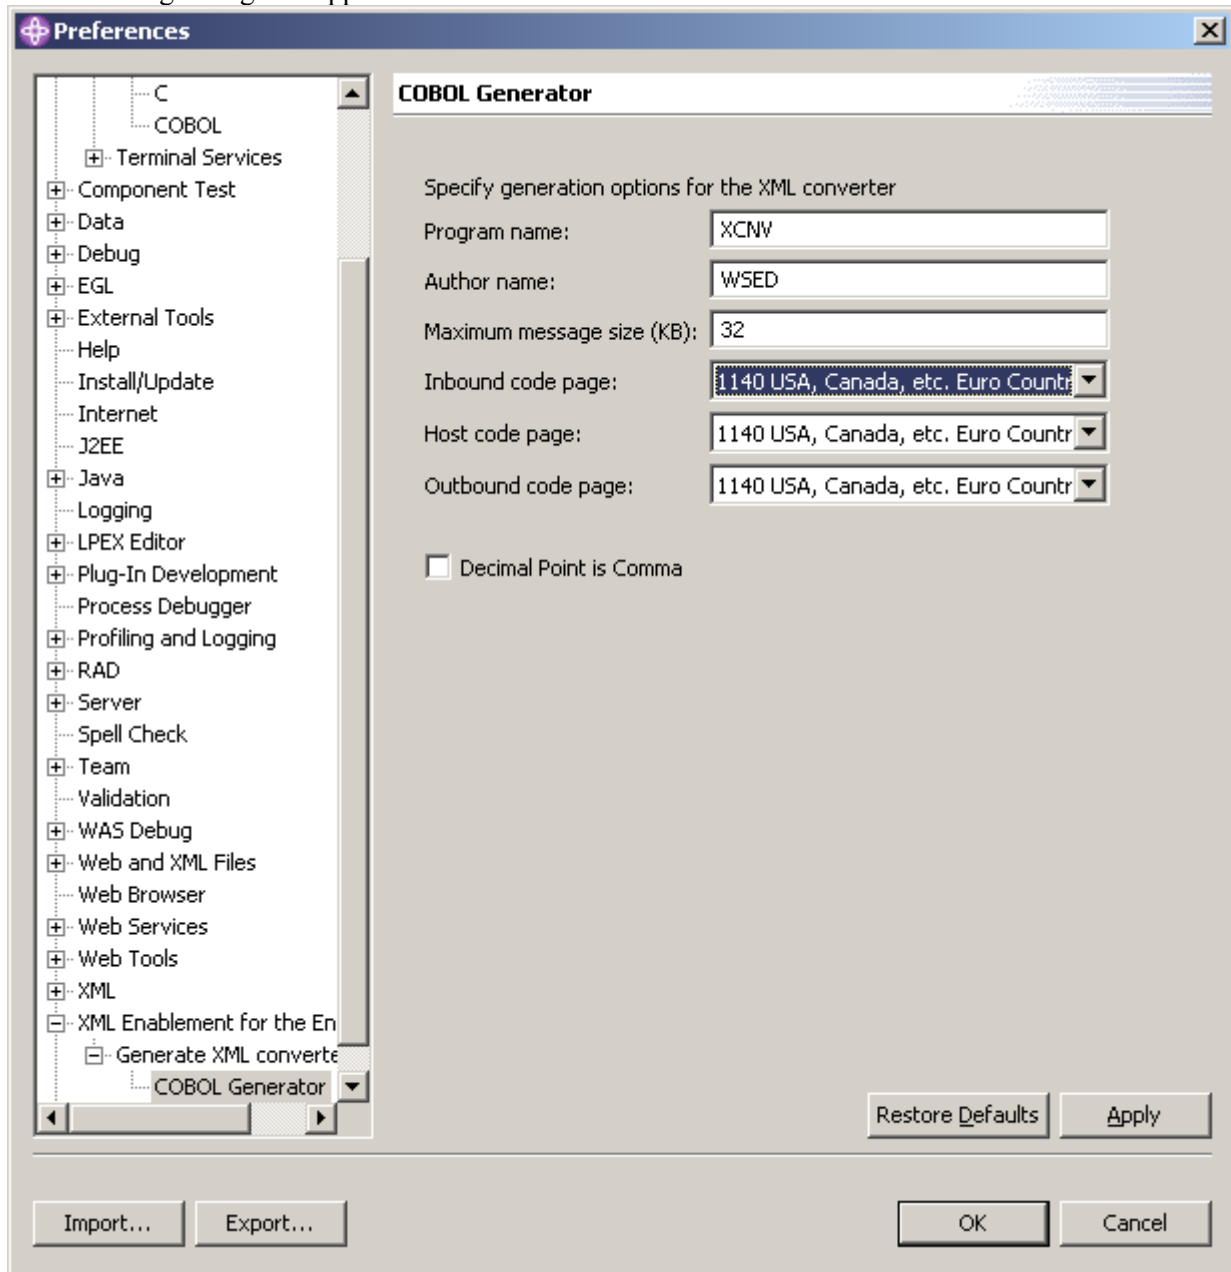 Preferences
C
COBOL
Terminal Services
Component Test
Data
Debug
EGL
External Tools
Help
Install/Update
Internet
J2EE
Java
Logging
LPEX Editor
Plug-In Development
Process Debugger
Profiling and Logging
RAD
Server
Spell Check
Team
Validation
WAS Debug
Web and XML Files
Web Browser
Web Services
Web Tools
XML
XML Enablement for the En
Generate XML converte
COBOL Generator
COBOL Generator
Specify generation options for the XML converter
Program name: XCNV
Author name: WSED
Maximum message size (KB): 32
Inbound code page: 1140 USA, Canada, etc. Euro Countr
Host code page: 1140 USA, Canada, etc. Euro Countr
Outbound code page: 1140 USA, Canada, etc. Euro Countr
Decimal Point is Comma
Restore Defaults Apply
Import... Export... OK Cancel